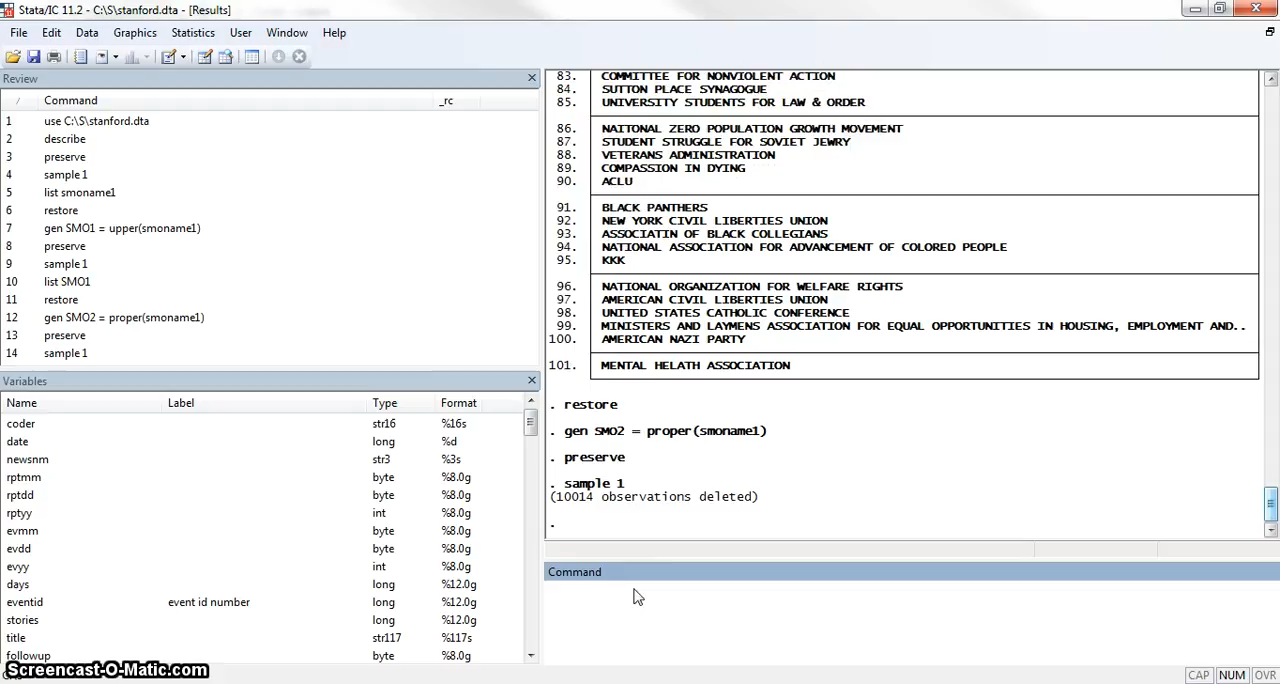 Stata/IC 11.2 - C:\S\stanford.dta - [Results]
File Edit Data Graphics Statistics User Window Help
Review
/ Command _rc
1 use C:\S\stanford.dta
2 describe
3 preserve
4 sample 1
5 list smoname1
6 restore
7 gen SMO1 = upper(smoname1)
8 preserve
9 sample 1
10 list SMO1
11 restore
12 gen SMO2 = proper(smoname1)
13 preserve
14 sample 1
Variables
Name Label Type Format
coder str16 %16s
date long %d
newsnm str3 %3s
rptmm byte %8.0g
rptdd byte %8.0g
rptyy int %8.0g
evmm byte %8.0g
evdd byte %8.0g
evyy int %8.0g
days long %12.0g
eventid event id number long %12.0g
stories long %12.0g
title str117 %117s
followup byte %8.0g
83. COMMITTEE FOR NONVIOLENT ACTION
84. SUTTON PLACE SYNAGOGUE
85. UNIVERSITY STUDENTS FOR LAW & ORDER
86. NAITONAL ZERO POPULATION GROWTH MOVEMENT
87. STUDENT STRUGGLE FOR SOVIET JEWRY
88. VETERANS ADMINISTRATION
89. COMPASSION IN DYING
90. ACLU
91. BLACK PANTHERS
92. NEW YORK CIVIL LIBERTIES UNION
93. ASSOCIATIN OF BLACK COLLEGIANS
94. NATIONAL ASSOCIATION FOR ADVANCEMENT OF COLORED PEOPLE
95. KKK
96. NATIONAL ORGANIZATION FOR WELFARE RIGHTS
97. AMERICAN CIVIL LIBERTIES UNION
98. UNITED STATES CATHOLIC CONFERENCE
99. MINISTERS AND LAYMENS ASSOCIATION FOR EQUAL OPPORTUNITIES IN HOUSING, EMPLOYMENT AND..
100. AMERICAN NAZI PARTY
101. MENTAL HELATH ASSOCIATION
. restore
. gen SMO2 = proper(smoname1)
. preserve
. sample 1
(10014 observations deleted)
.
Command
Screencast-O-Matic.com
CAP NUM OVR